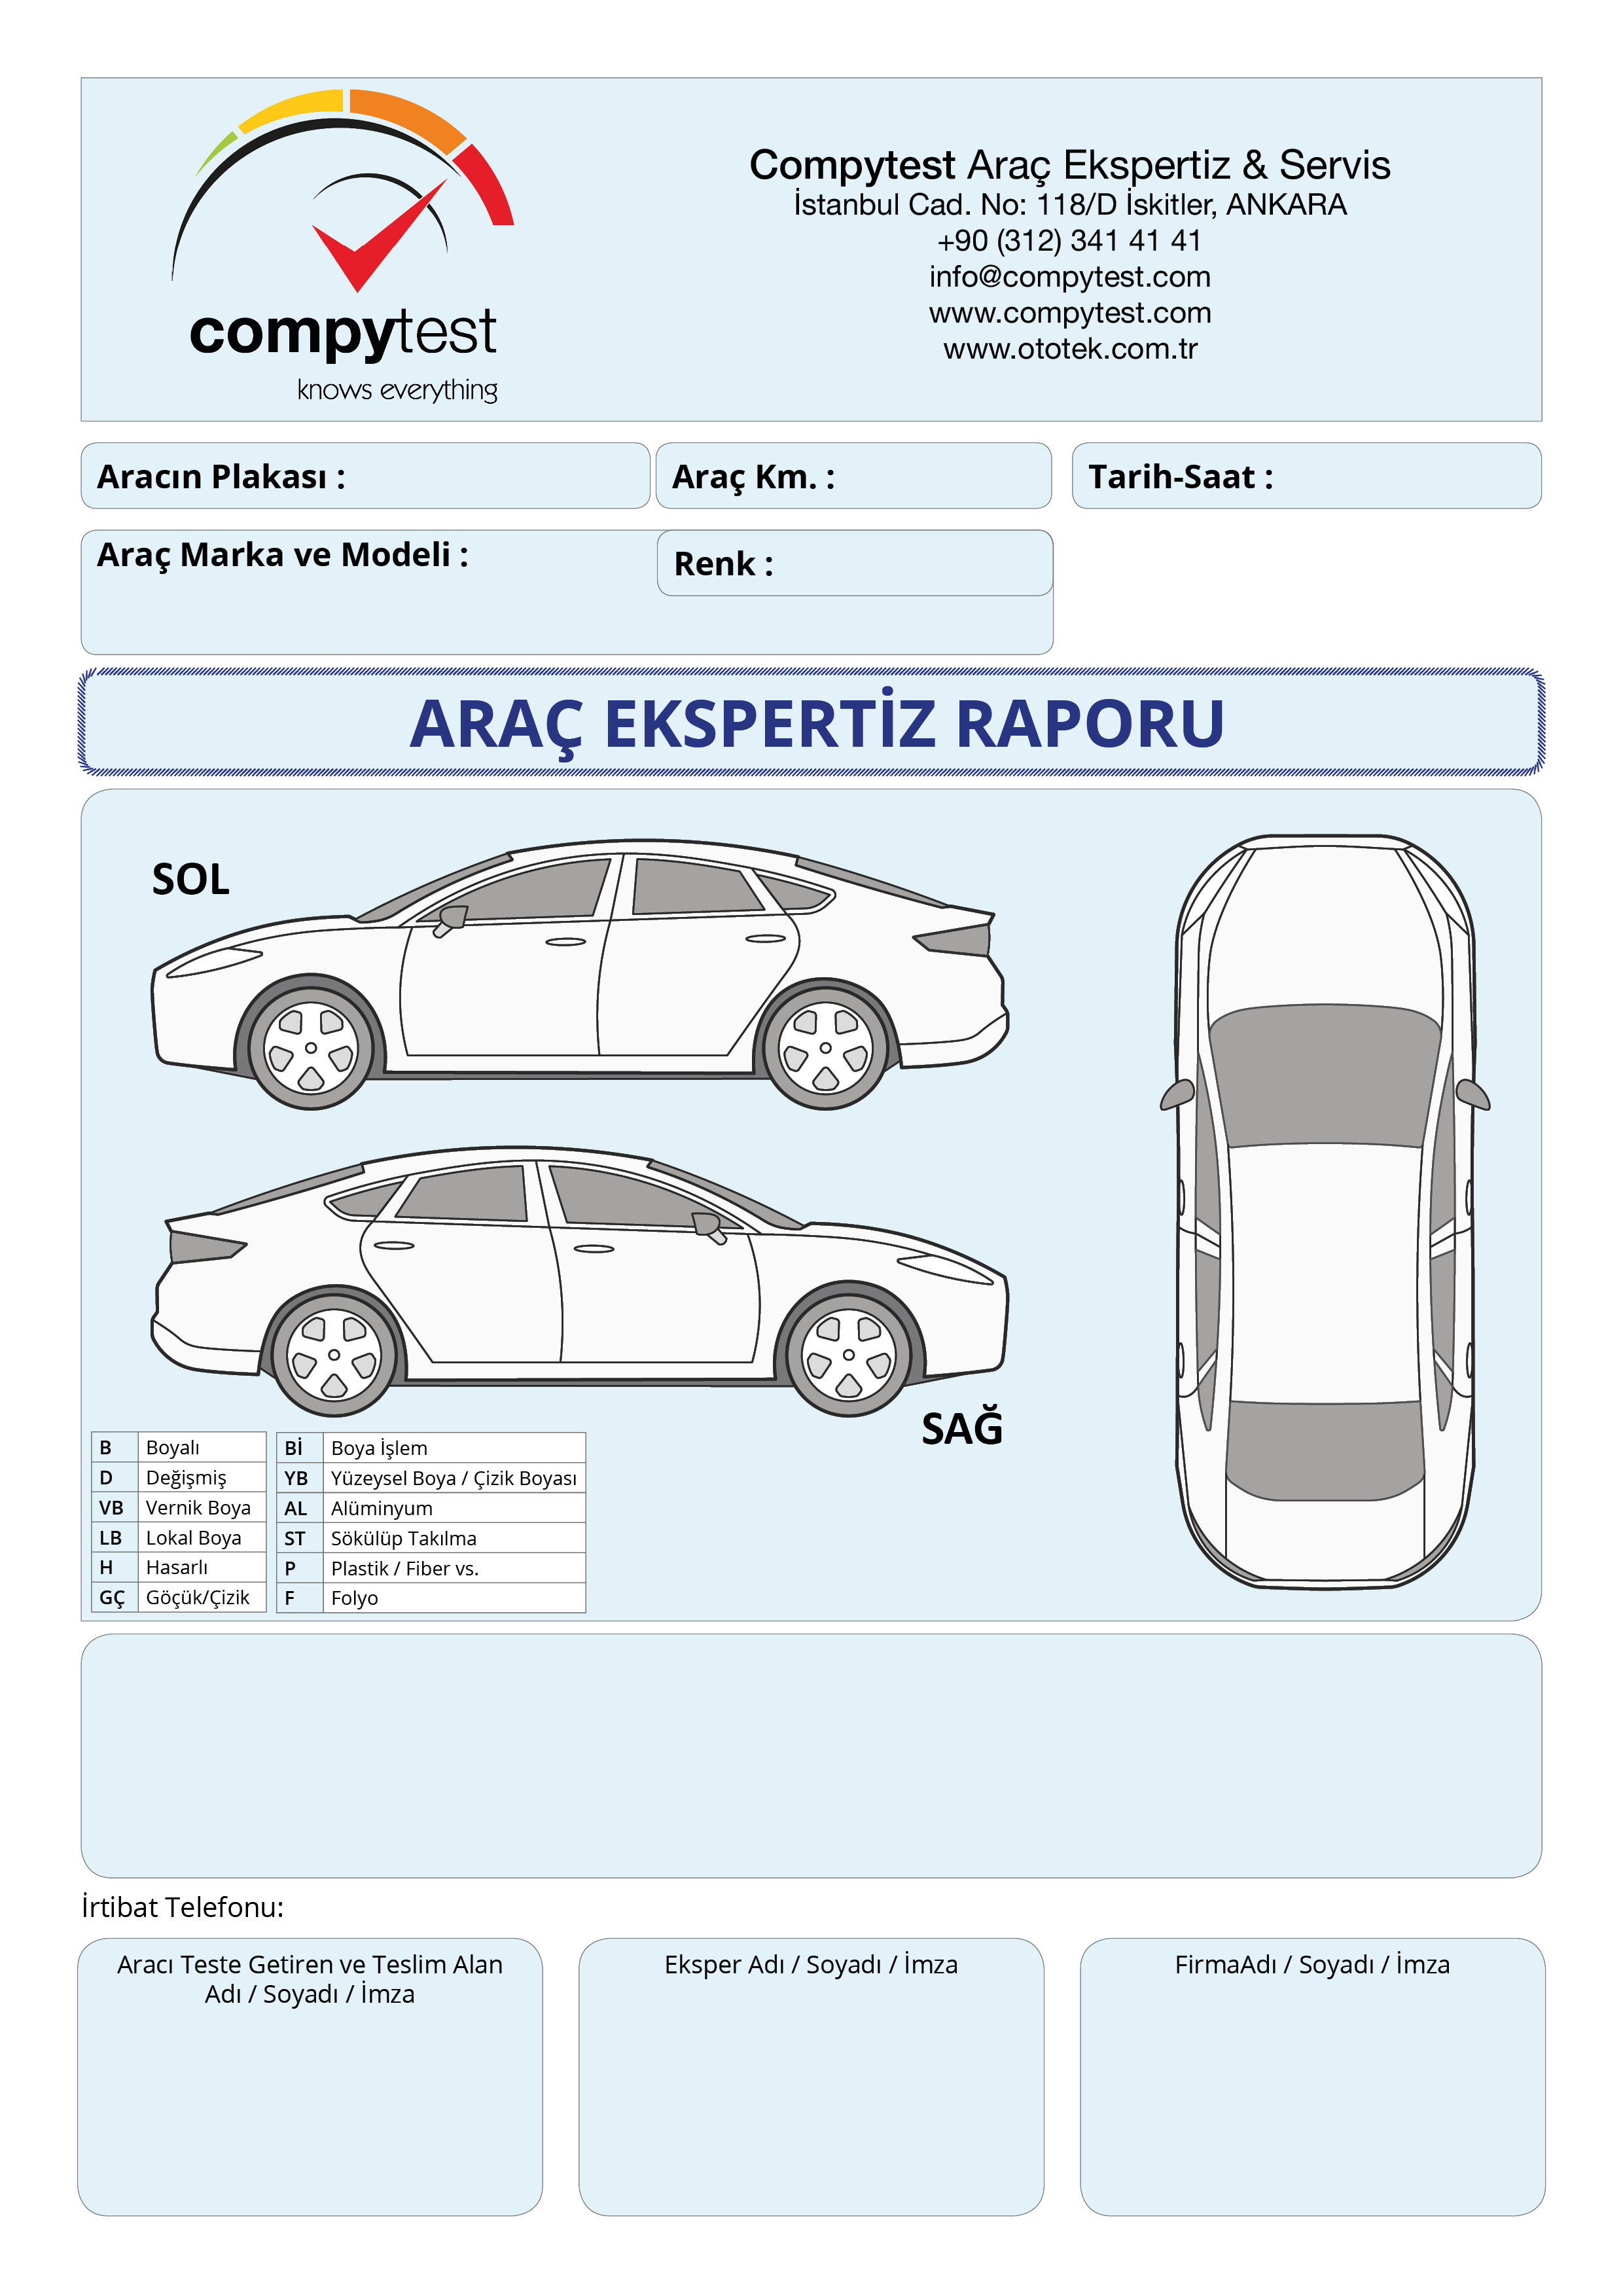 compytest
knows everything
Compytest Araç Ekspertiz & Servis
İstanbul Cad. No: 118/D İskitler, ANKARA
+90 (312) 341 41 41
info@compytest.com
www.compytest.com
www.ototek.com.tr
Aracın Plakası :
Araç Km. :
Tarih-Saat :
Araç Marka ve Modeli :
Renk :
ARAÇ EKSPERTİZ RAPORU
SOL
SAĞ
B Boyalı
D Değişmiş
VB Vernik Boya
LB Lokal Boya
H Hasarlı
GÇ Göçük/Çizik
Bİ Boya İşlem
YB Yüzeysel Boya / Çizik Boyası
AL Alüminyum
ST Sökülüp Takılma
P Plastik / Fiber vs.
F Folyo
İrtibat Telefonu:
Aracı Teste Getiren ve Teslim Alan
Adı / Soyadı / İmza
Eksper Adı / Soyadı / İmza
FirmaAdı / Soyadı / İmza